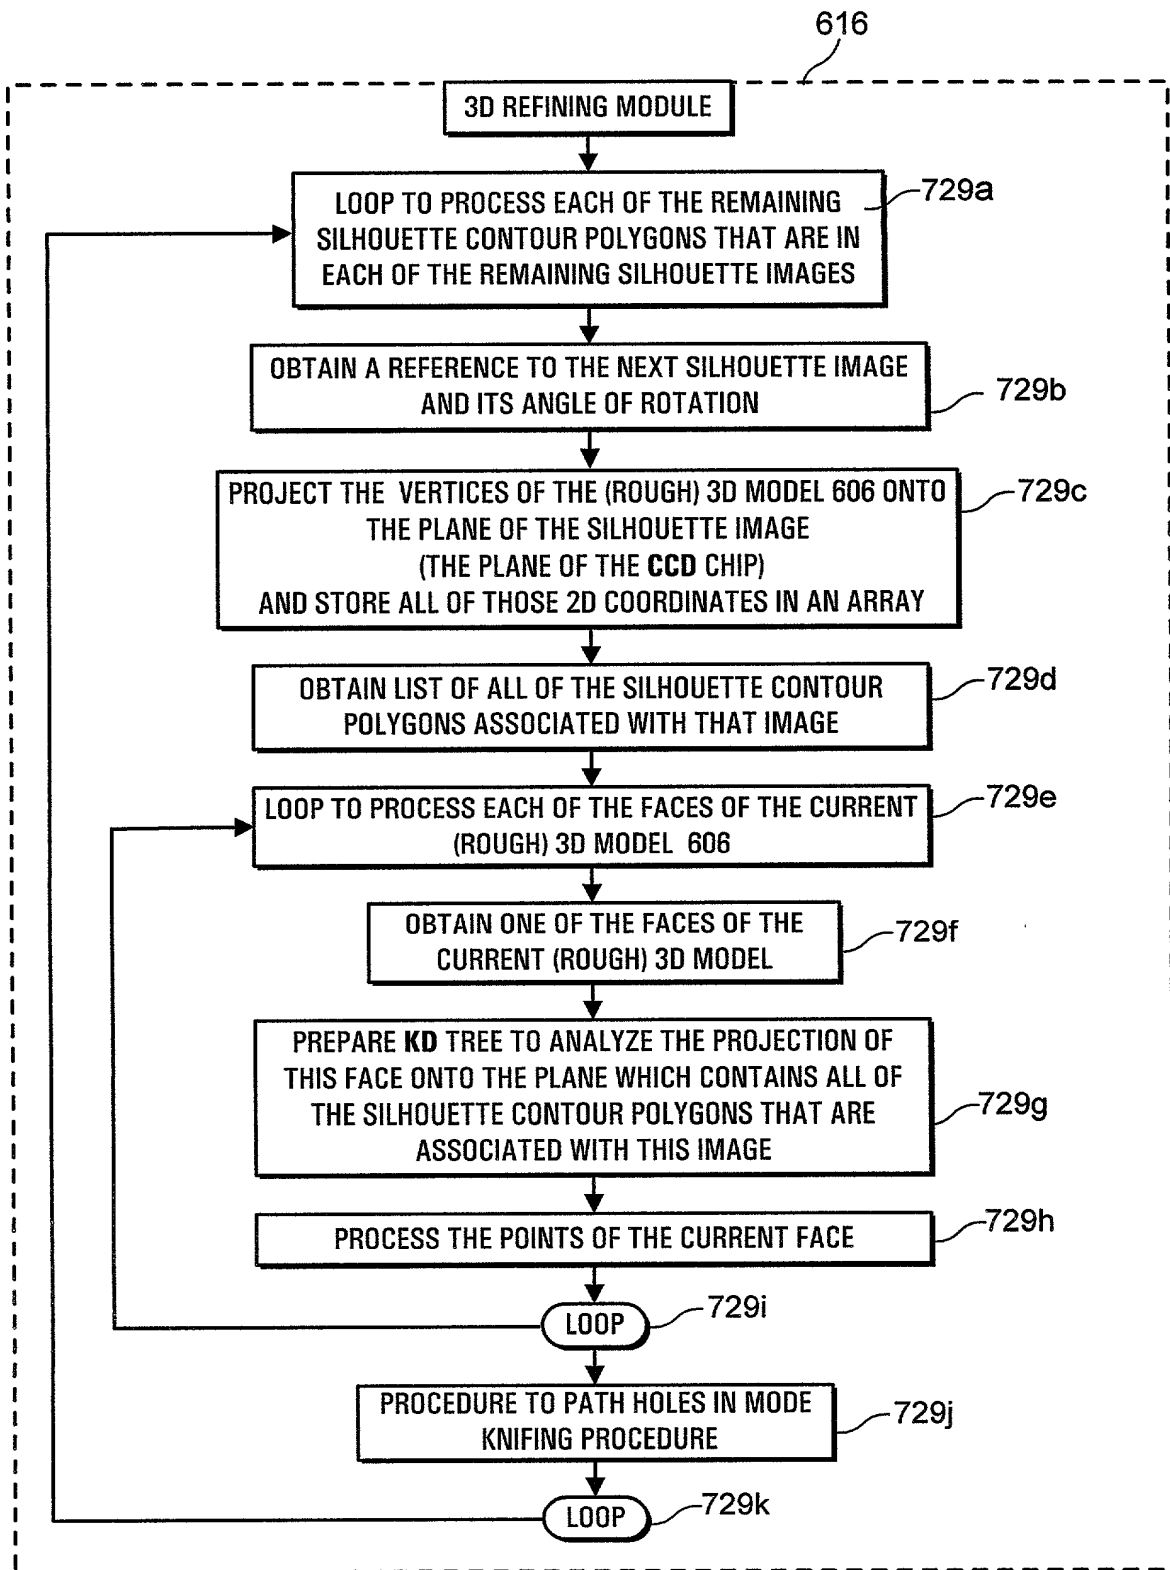 616
3D REFINING MODULE
LOOP TO PROCESS EACH OF THE REMAINING
SILHOUETTE CONTOUR POLYGONS THAT ARE IN
EACH OF THE REMAINING SILHOUETTE IMAGES
729a
OBTAIN A REFERENCE TO THE NEXT SILHOUETTE IMAGE
AND ITS ANGLE OF ROTATION
729b
PROJECT THE VERTICES OF THE (ROUGH) 3D MODEL 606 ONTO
THE PLANE OF THE SILHOUETTE IMAGE
(THE PLANE OF THE CCD CHIP)
AND STORE ALL OF THOSE 2D COORDINATES IN AN ARRAY
729c
OBTAIN LIST OF ALL OF THE SILHOUETTE CONTOUR
POLYGONS ASSOCIATED WITH THAT IMAGE
729d
LOOP TO PROCESS EACH OF THE FACES OF THE CURRENT
(ROUGH) 3D MODEL 606
729e
OBTAIN ONE OF THE FACES OF THE
CURRENT (ROUGH) 3D MODEL
729f
PREPARE KD TREE TO ANALYZE THE PROJECTION OF
THIS FACE ONTO THE PLANE WHICH CONTAINS ALL OF
THE SILHOUETTE CONTOUR POLYGONS THAT ARE
ASSOCIATED WITH THIS IMAGE
729g
PROCESS THE POINTS OF THE CURRENT FACE
729h
LOOP
729i
PROCEDURE TO PATH HOLES IN MODE
KNIFING PROCEDURE
729j
LOOP
729k